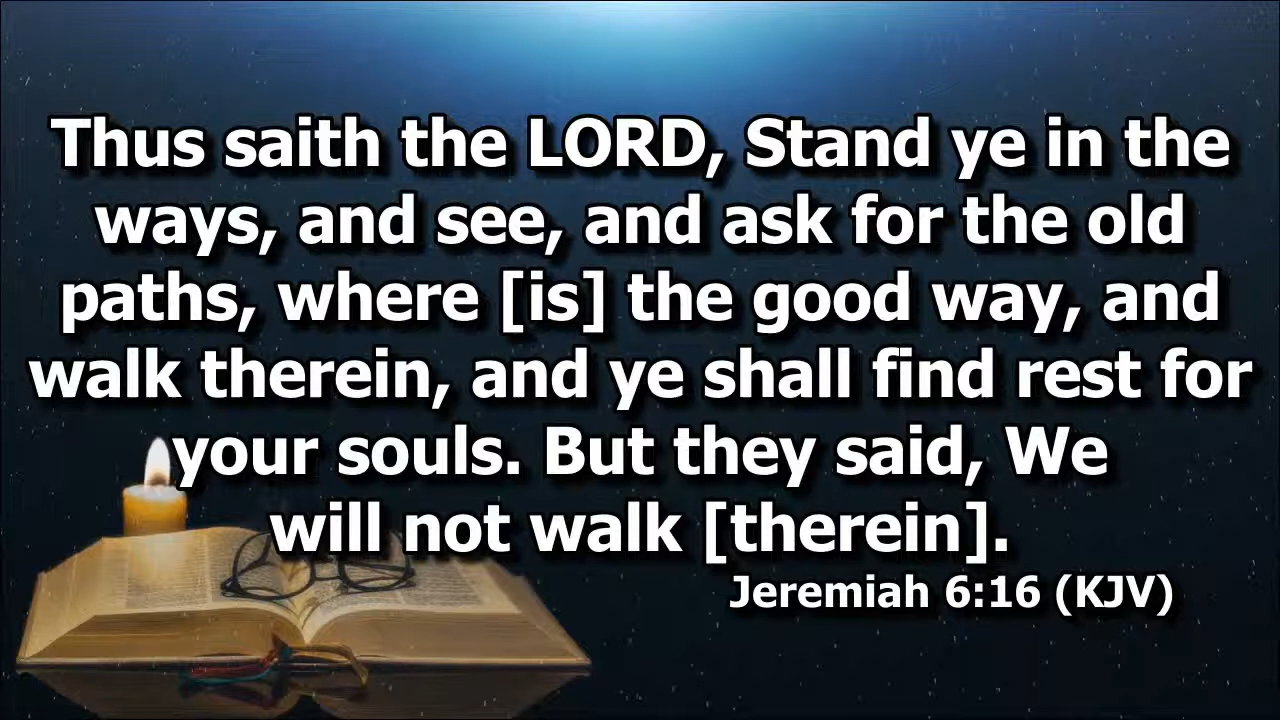 Thus saith the LORD, Stand ye in the
ways, and see, and ask for the old
paths, where [is] the good way, and
walk therein, and ye shall find rest for
your souls. But they said, We
will not walk [therein].
Jeremiah 6:16 (KJV)